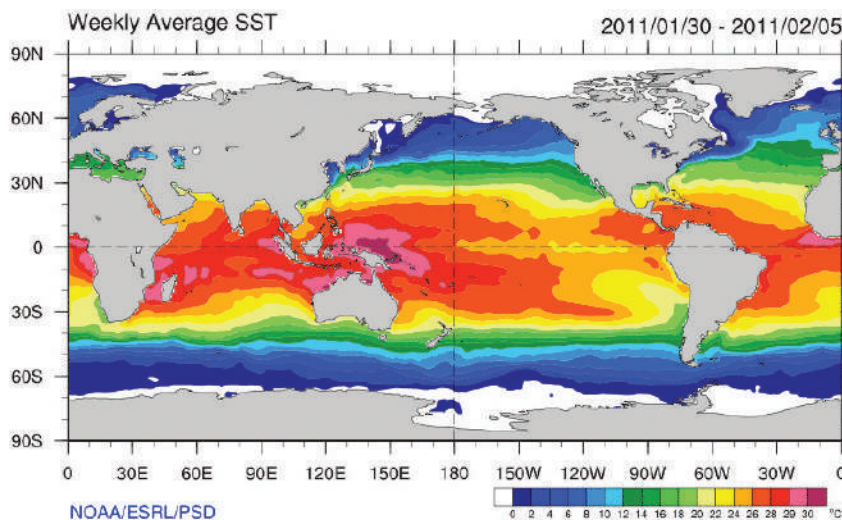 Weekly Average SST 2011/01/30 - 2011/02/05
90N
60N
30N
0
30S
60S
90S
0 30E 60E 90E 120E 150E 180 150W 120W 90W 60W 30W 0
NOAA/ESRL/PSD
0 2 4 6 8 10 12 14 16 18 20 22 24 26 28 29 30 °C